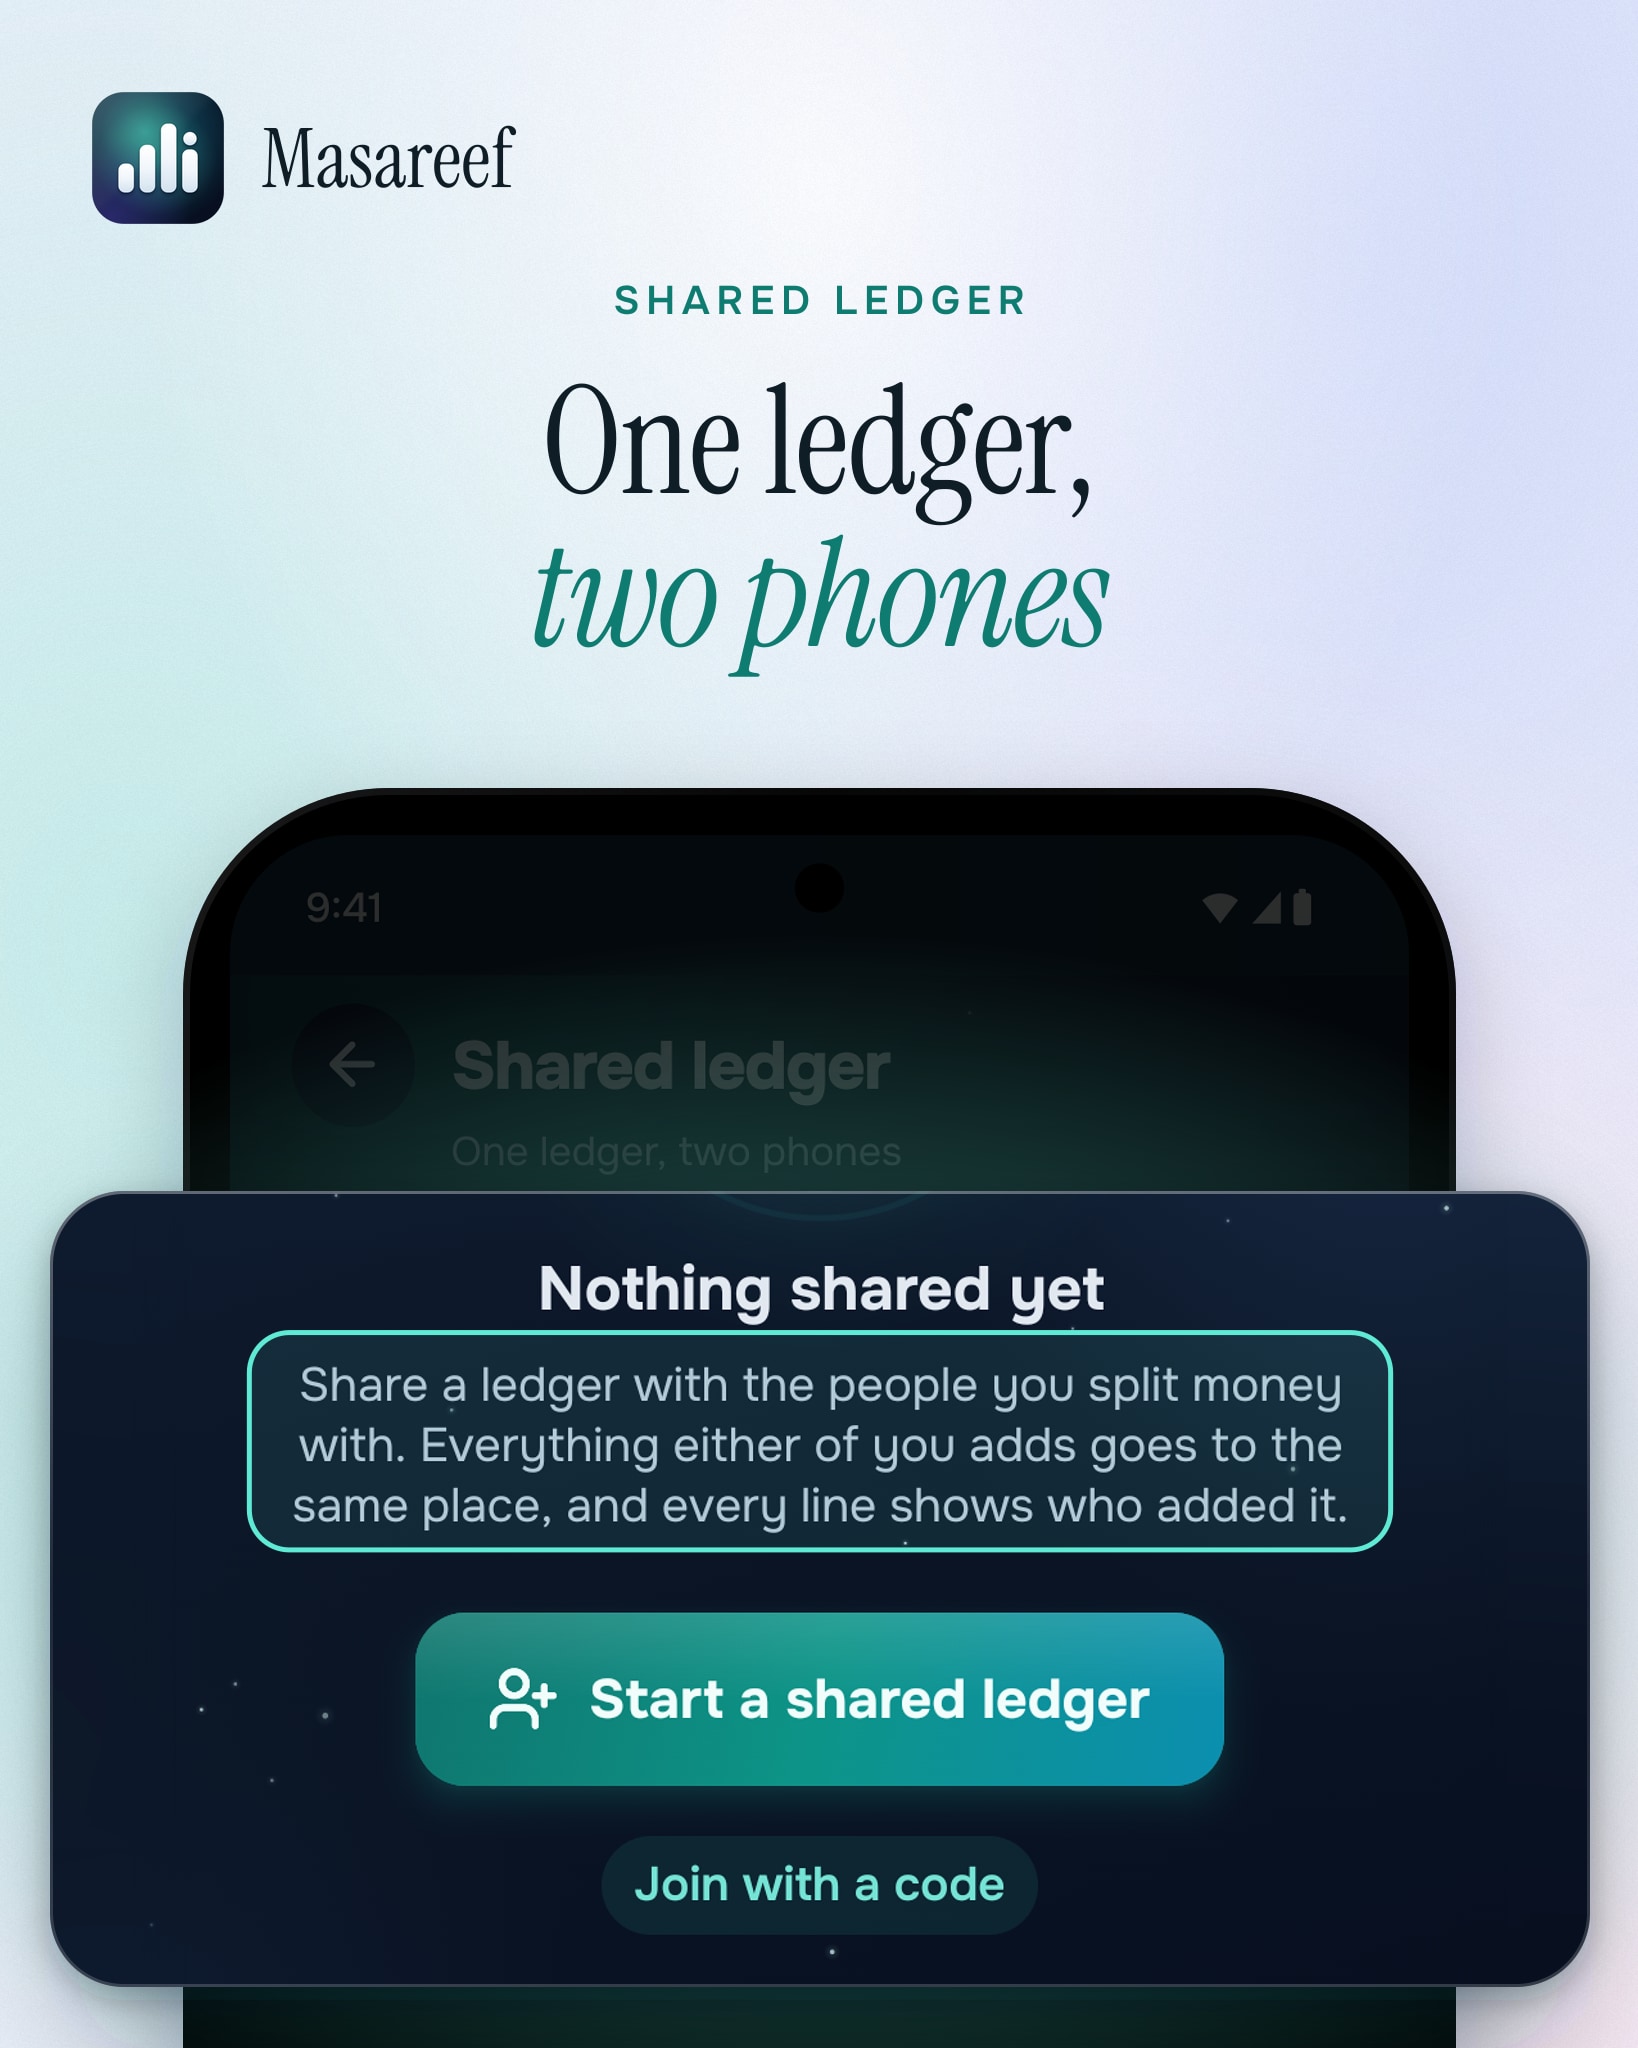 Masareef
SHARED LEDGER
One ledger,
two phones
9:41
Shared ledger
One ledger, two phones
Nothing shared yet
Share a ledger with the people you split money
with. Everything either of you adds goes to the
same place, and every line shows who added it.
Start a shared ledger
Join with a code